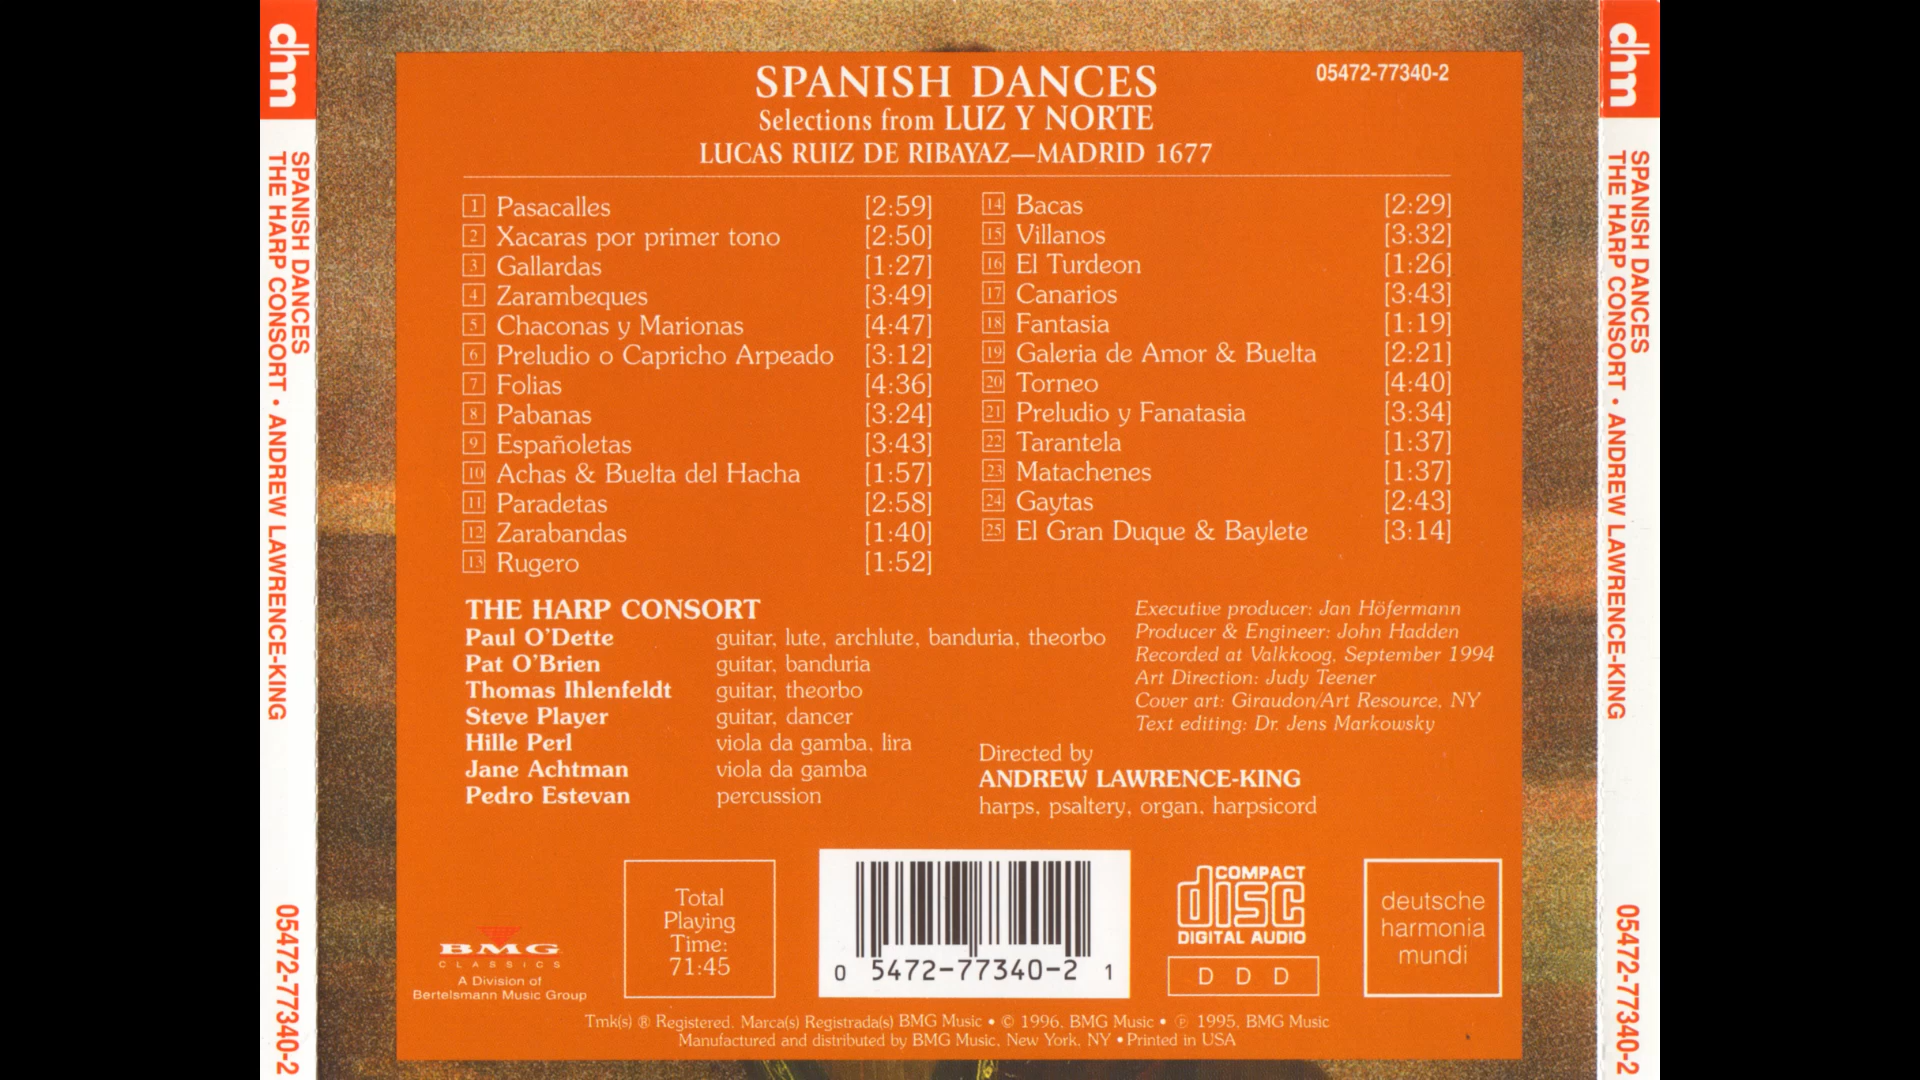 dhm
SPANISH DANCES
THE HARP CONSORT • ANDREW LAWRENCE-KING
05472-77340-2
SPANISH DANCES
05472-77340-2
Selections from LUZ Y NORTE
LUCAS RUIZ DE RIBAYAZ—MADRID 1677
1 Pasacalles [2:59]
2 Xacaras por primer tono [2:50]
3 Gallardas [1:27]
4 Zarambeques [3:49]
5 Chaconas y Marionas [4:47]
6 Preludio o Capricho Arpeado [3:12]
7 Folias [4:36]
8 Pabanas [3:24]
9 Españoletas [3:43]
10 Achas & Buelta del Hacha [1:57]
11 Paradetas [2:58]
12 Zarabandas [1:40]
13 Rugero [1:52]
14 Bacas [2:29]
15 Villanos [3:32]
16 El Turdeon [1:26]
17 Canarios [3:43]
18 Fantasia [1:19]
19 Galeria de Amor & Buelta [2:21]
20 Torneo [4:40]
21 Preludio y Fanatasia [3:34]
22 Tarantela [1:37]
23 Matachenes [1:37]
24 Gaytas [2:43]
25 El Gran Duque & Baylete [3:14]
THE HARP CONSORT
Paul O'Dette guitar, lute, archlute, banduria, theorbo
Pat O'Brien guitar, banduria
Thomas Ihlenfeldt guitar, theorbo
Steve Player guitar, dancer
Hille Perl viola da gamba, lira
Jane Achtman viola da gamba
Pedro Estevan percussion
Executive producer: Jan Höfermann
Producer & Engineer: John Hadden
Recorded at Valkkoog, September 1994
Art Direction: Judy Teener
Cover art: Giraudon/Art Resource, NY
Text editing: Dr. Jens Markowsky
Directed by
ANDREW LAWRENCE-KING
harps, psaltery, organ, harpsicord
BMG
CLASSICS
A Division of
Bertelsmann Music Group
Total
Playing
Time:
71:45
0 5472-77340-2 1
COMPACT
disc
DIGITAL AUDIO
D D D
deutsche
harmonia
mundi
Tmk(s) ® Registered. Marca(s) Registrada(s) BMG Music • © 1996, BMG Music • ℗ 1995, BMG Music
Manufactured and distributed by BMG Music, New York, NY • Printed in USA
dhm
SPANISH DANCES
THE HARP CONSORT • ANDREW LAWRENCE-KING
05472-77340-2